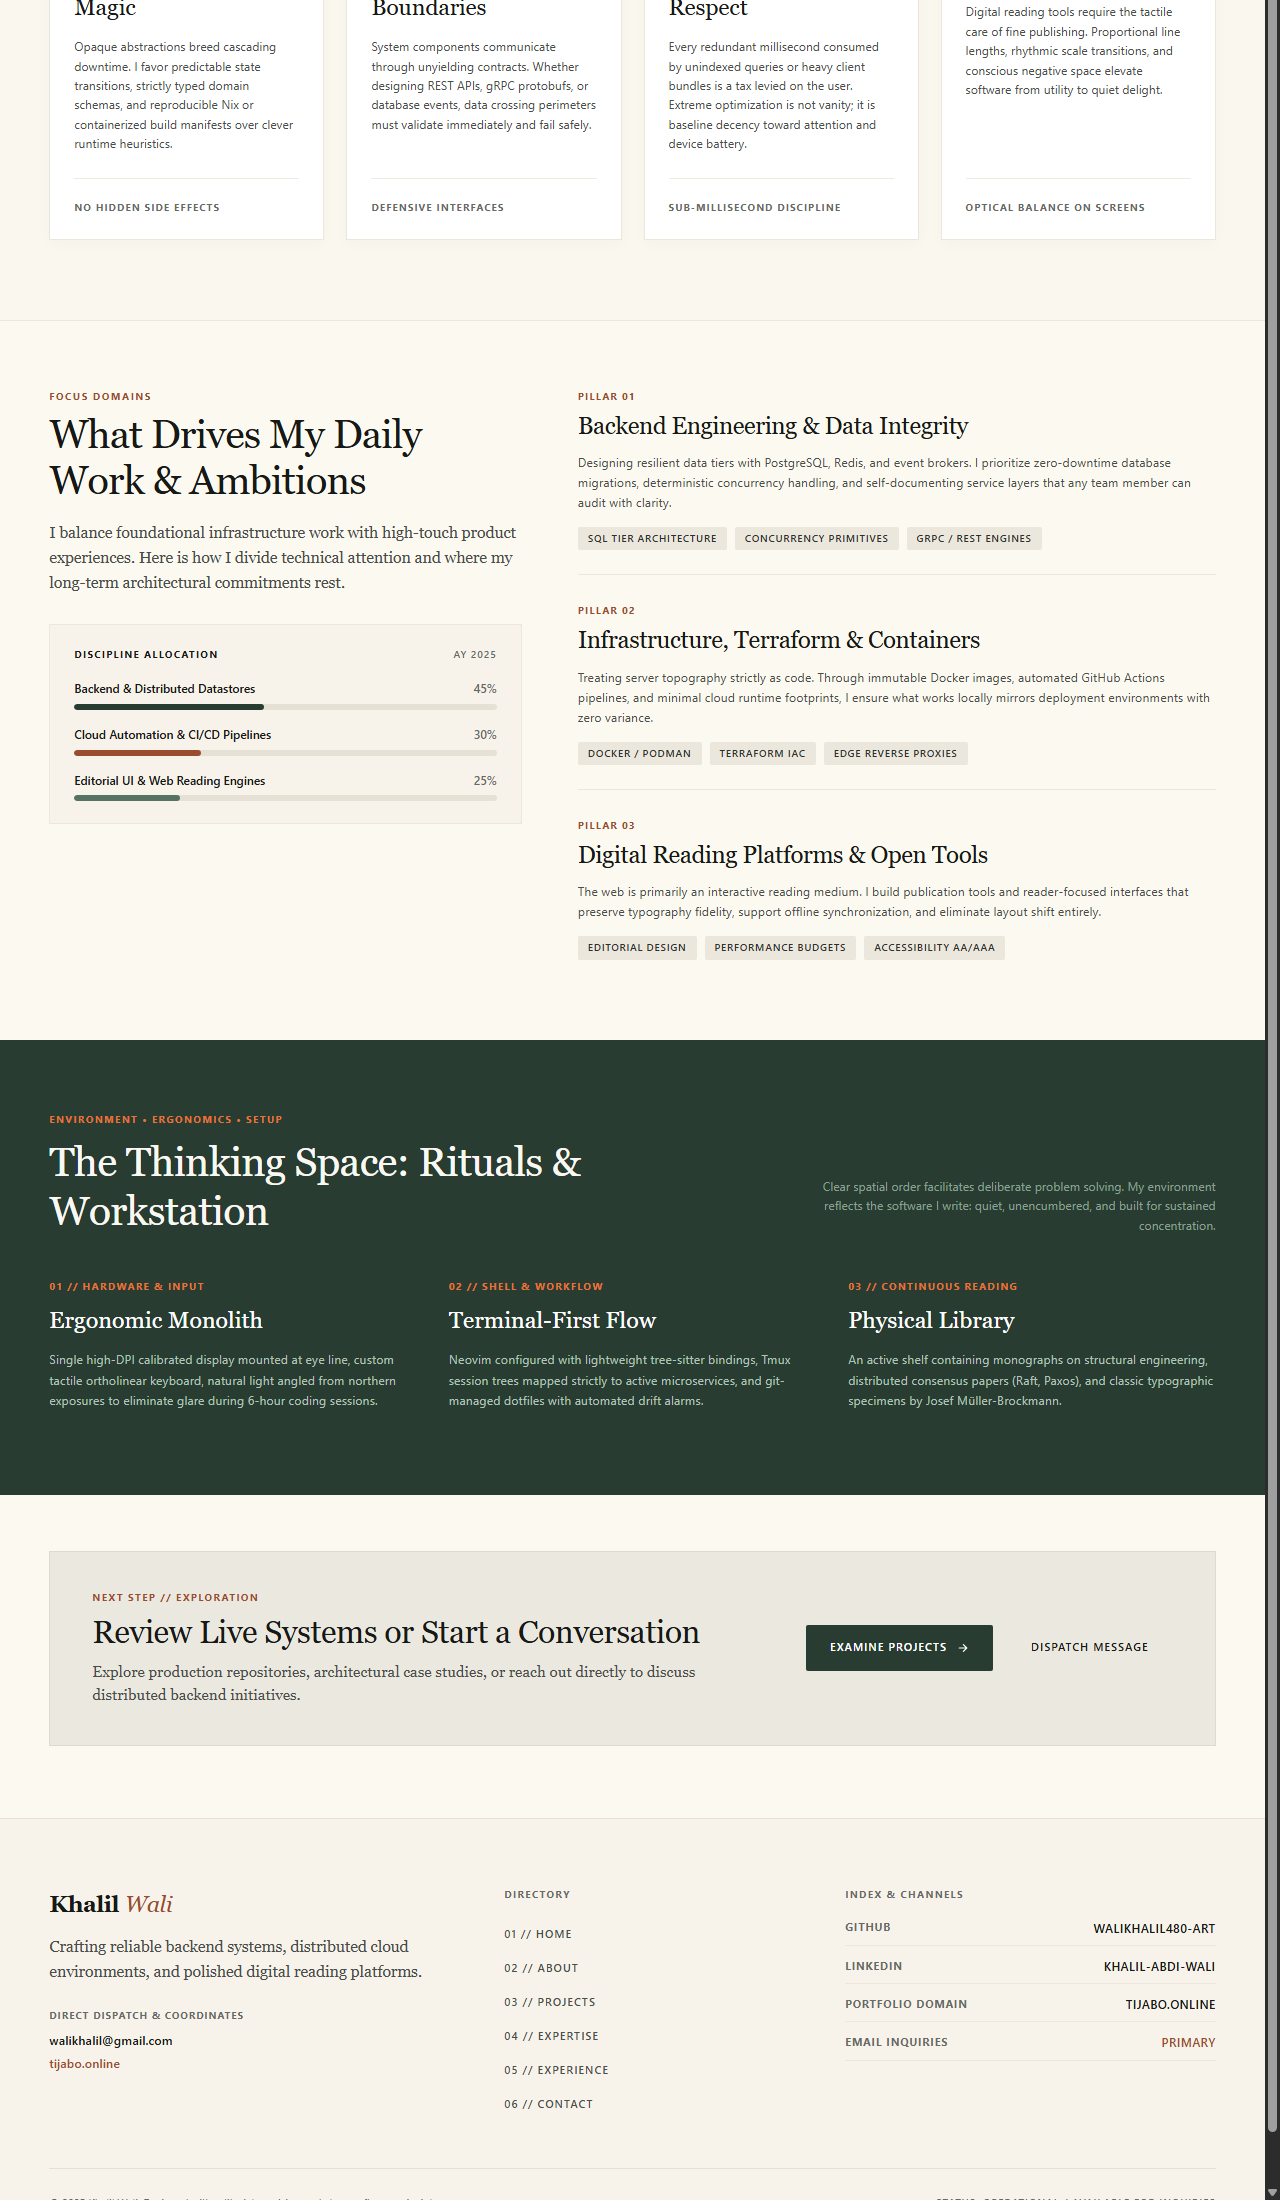 Magic
Opaque abstractions breed cascading
downtime. I favor predictable state
transitions, strictly typed domain
schemas, and reproducible Nix or
containerized build manifests over clever
runtime heuristics.
NO HIDDEN SIDE EFFECTS
Boundaries
System components communicate
through unyielding contracts. Whether
designing REST APIs, gRPC protobufs, or
database events, data crossing perimeters
must validate immediately and fail safely.
DEFENSIVE INTERFACES
Respect
Every redundant millisecond consumed
by unindexed queries or heavy client
bundles is a tax levied on the user.
Extreme optimization is not vanity; it is
baseline decency toward attention and
device battery.
SUB-MILLISECOND DISCIPLINE
Digital reading tools require the tactile
care of fine publishing. Proportional line
lengths, rhythmic scale transitions, and
conscious negative space elevate
software from utility to quiet delight.
OPTICAL BALANCE ON SCREENS
FOCUS DOMAINS
What Drives My Daily
Work & Ambitions
I balance foundational infrastructure work with high-touch product
experiences. Here is how I divide technical attention and where my
long-term architectural commitments rest.
DISCIPLINE ALLOCATION AY 2025
Backend & Distributed Datastores 45%
Cloud Automation & CI/CD Pipelines 30%
Editorial UI & Web Reading Engines 25%
PILLAR 01
Backend Engineering & Data Integrity
Designing resilient data tiers with PostgreSQL, Redis, and event brokers. I prioritize zero-downtime database
migrations, deterministic concurrency handling, and self-documenting service layers that any team member can
audit with clarity.
SQL TIER ARCHITECTURE CONCURRENCY PRIMITIVES GRPC / REST ENGINES
PILLAR 02
Infrastructure, Terraform & Containers
Treating server topography strictly as code. Through immutable Docker images, automated GitHub Actions
pipelines, and minimal cloud runtime footprints, I ensure what works locally mirrors deployment environments with
zero variance.
DOCKER / PODMAN TERRAFORM IAC EDGE REVERSE PROXIES
PILLAR 03
Digital Reading Platforms & Open Tools
The web is primarily an interactive reading medium. I build publication tools and reader-focused interfaces that
preserve typography fidelity, support offline synchronization, and eliminate layout shift entirely.
EDITORIAL DESIGN PERFORMANCE BUDGETS ACCESSIBILITY AA/AAA
ENVIRONMENT • ERGONOMICS • SETUP
The Thinking Space: Rituals &
Workstation
Clear spatial order facilitates deliberate problem solving. My environment
reflects the software I write: quiet, unencumbered, and built for sustained
concentration.
01 // HARDWARE & INPUT
Ergonomic Monolith
Single high-DPI calibrated display mounted at eye line, custom
tactile ortholinear keyboard, natural light angled from northern
exposures to eliminate glare during 6-hour coding sessions.
02 // SHELL & WORKFLOW
Terminal-First Flow
Neovim configured with lightweight tree-sitter bindings, Tmux
session trees mapped strictly to active microservices, and git-
managed dotfiles with automated drift alarms.
03 // CONTINUOUS READING
Physical Library
An active shelf containing monographs on structural engineering,
distributed consensus papers (Raft, Paxos), and classic typographic
specimens by Josef Müller-Brockmann.
NEXT STEP // EXPLORATION
Review Live Systems or Start a Conversation
Explore production repositories, architectural case studies, or reach out directly to discuss
distributed backend initiatives.
EXAMINE PROJECTS → DISPATCH MESSAGE
Khalil Wali
Crafting reliable backend systems, distributed cloud
environments, and polished digital reading platforms.
DIRECT DISPATCH & COORDINATES
walikhalil@gmail.com
tijabo.online
DIRECTORY
01 // HOME
02 // ABOUT
03 // PROJECTS
04 // EXPERTISE
05 // EXPERIENCE
06 // CONTACT
INDEX & CHANNELS
GITHUB WALIKHALIL480-ART
LINKEDIN KHALIL-ABDI-WALI
PORTFOLIO DOMAIN TIJABO.ONLINE
EMAIL INQUIRIES PRIMARY